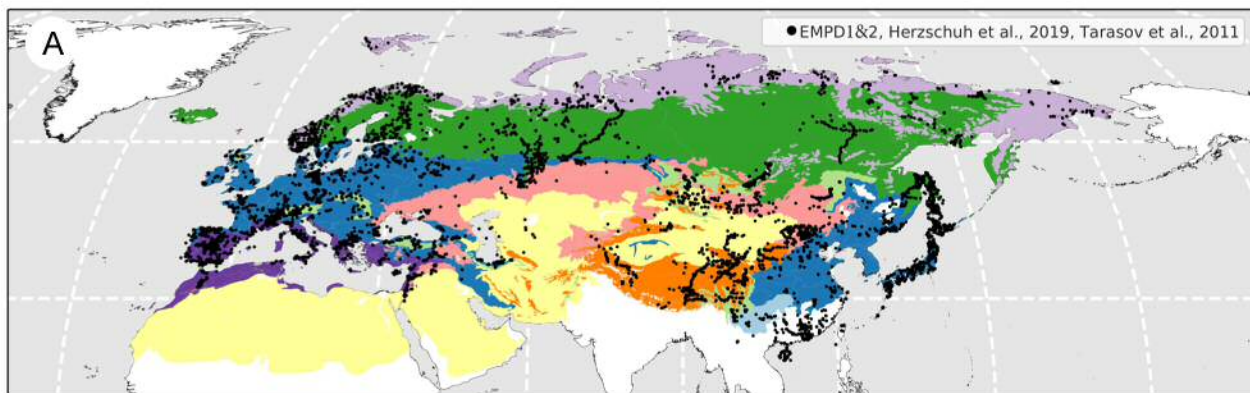 A
EMPD1&2, Herzschuh et al., 2019, Tarasov et al., 2011